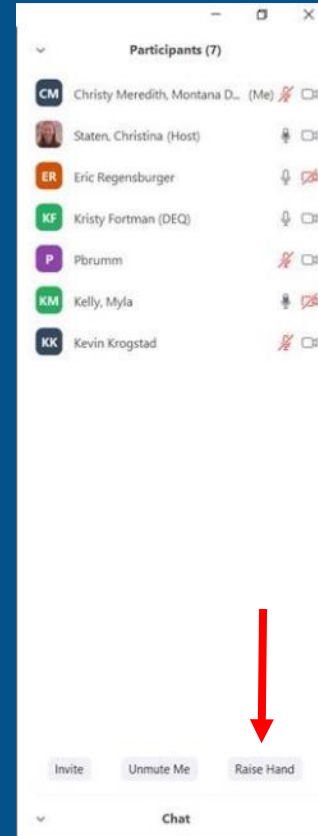 Participants (7)
CM Christy Meredith, Montana D... (Me)
Staten, Christina (Host)
ER Eric Regensburger
KF Kristy Fortman (DEQ)
P Pbrumm
KM Kelly, Myla
KK Kevin Krogstad
Invite Unmute Me Raise Hand
Chat